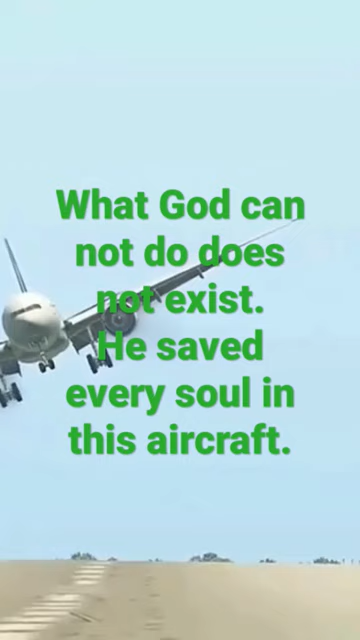 What God can
not do does
not exist.
He saved
every soul in
this aircraft.